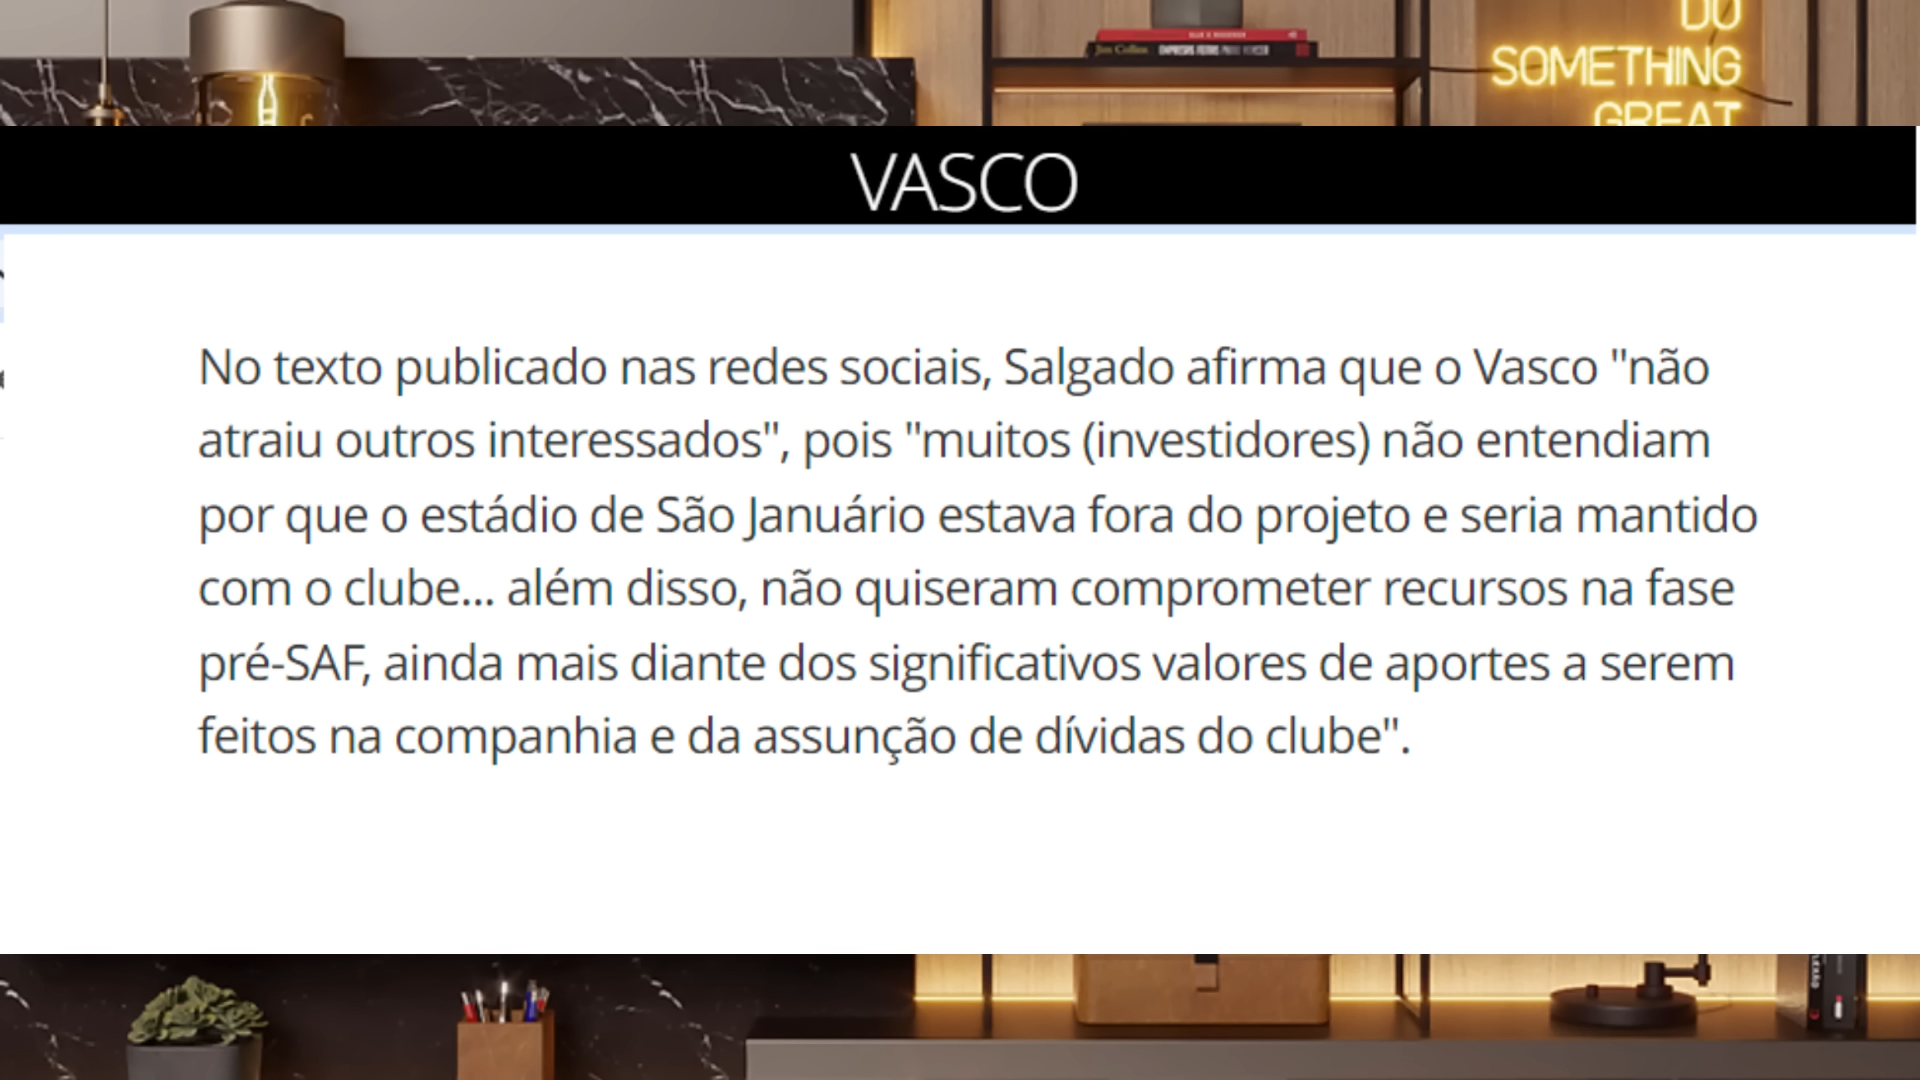 DO
SOMETHING
GREAT
Jim Collins
VASCO
No texto publicado nas redes sociais, Salgado afirma que o Vasco "não
atraiu outros interessados", pois "muitos (investidores) não entendiam
por que o estádio de São Januário estava fora do projeto e seria mantido
com o clube... além disso, não quiseram comprometer recursos na fase
pré-SAF, ainda mais diante dos significativos valores de aportes a serem
feitos na companhia e da assunção de dívidas do clube".